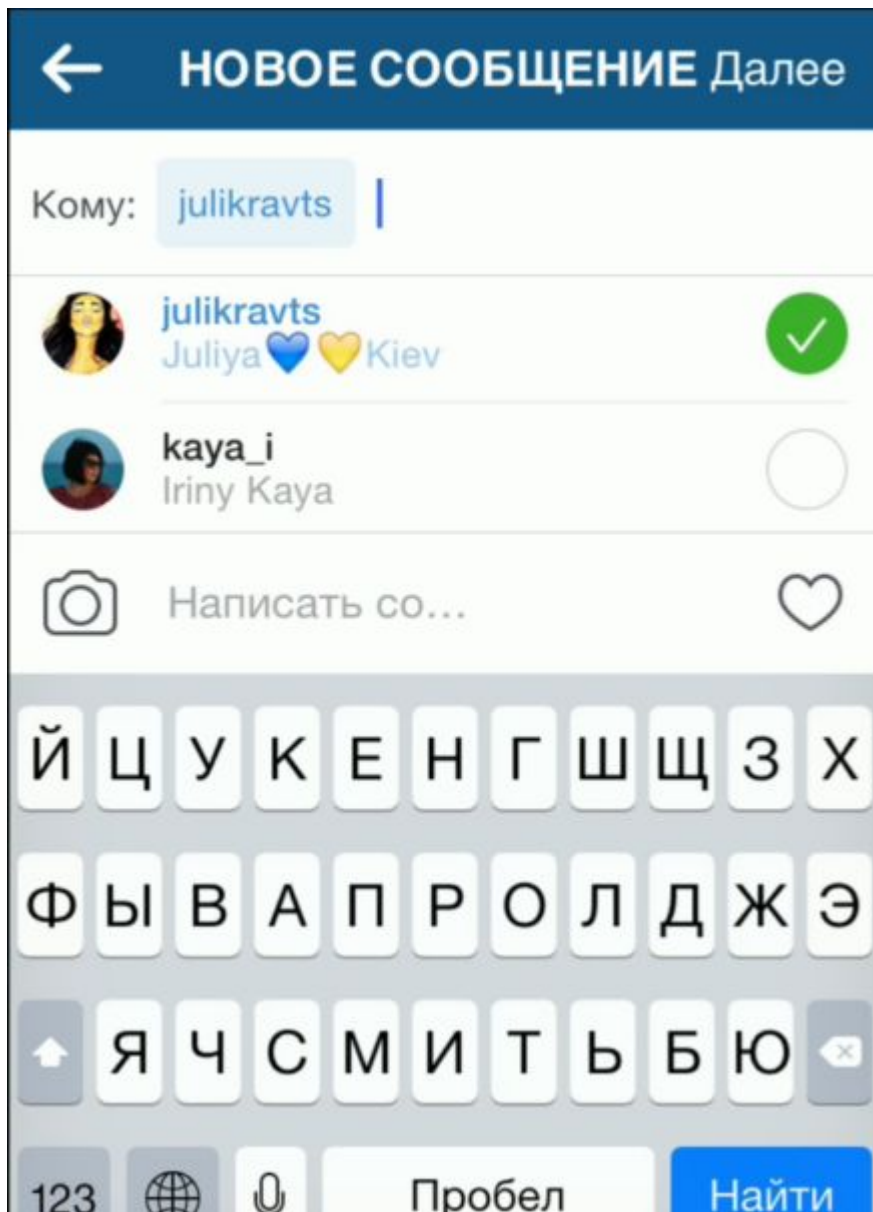 НОВОЕ СООБЩЕНИЕ Далее
Кому: julikravts
julikravts
Juliya💙💛Kiev
kaya_i
Iriny Kaya
Написать со...
Й Ц У К Е Н Г Ш Щ З Х
Ф Ы В А П Р О Л Д Ж Э
Я Ч С М И Т Ь Б Ю
123 Пробел Найти